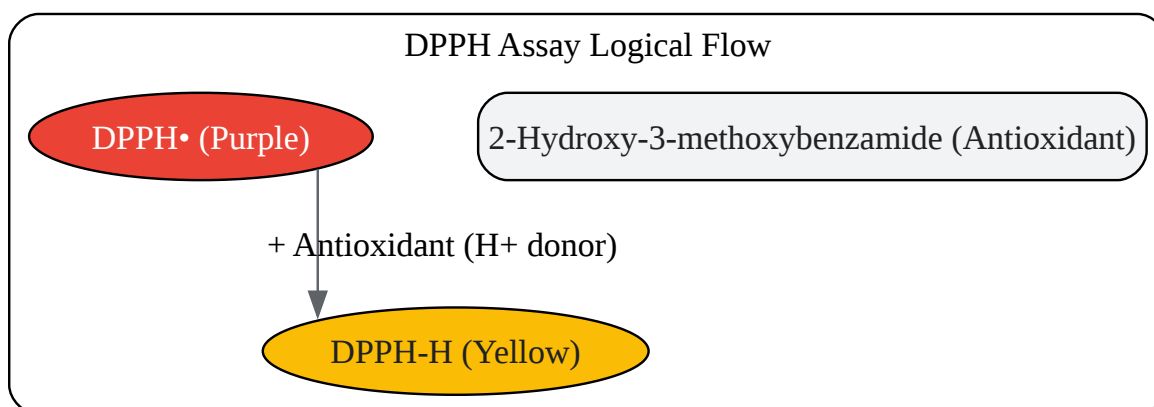 DPPH Assay Logical Flow
DPPH• (Purple)
2-Hydroxy-3-methoxybenzamide (Antioxidant)
+ Antioxidant (H+ donor)
DPPH-H (Yellow)